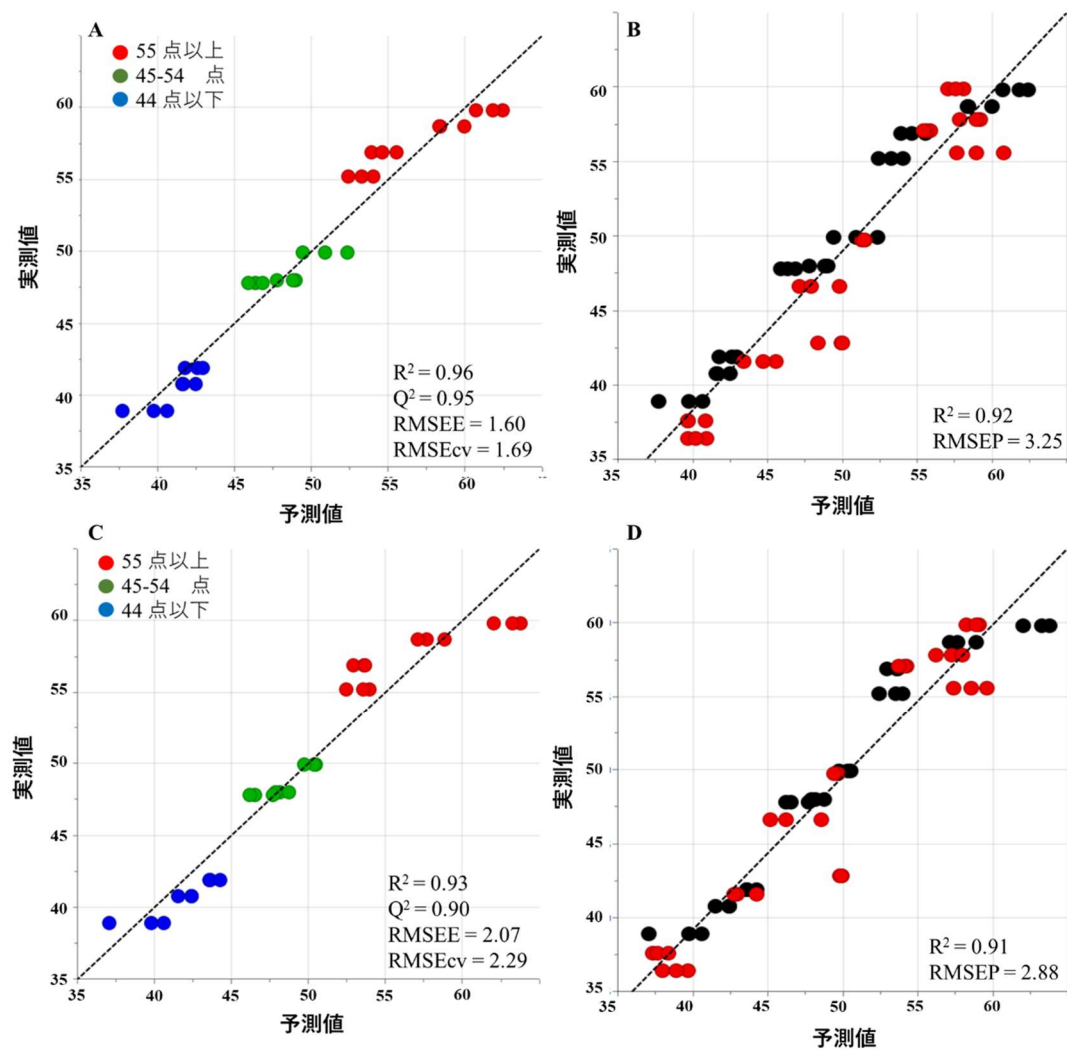 A
55 点以上
45-54 点
44 点以下
60
55
50
45
40
35
実測値
R² = 0.96
Q² = 0.95
RMSEE = 1.60
RMSEcv = 1.69
35 40 45 50 55 60
予測値
B
60
55
50
45
40
35
実測値
R² = 0.92
RMSEP = 3.25
40 45 50 55 60
予測値
C
55 点以上
45-54 点
44 点以下
60
55
50
45
40
35
実測値
R² = 0.93
Q² = 0.90
RMSEE = 2.07
RMSEcv = 2.29
35 40 45 50 55 60
予測値
D
60
55
50
45
40
35
実測値
R² = 0.91
RMSEP = 2.88
35 40 45 50 55 60
予測値